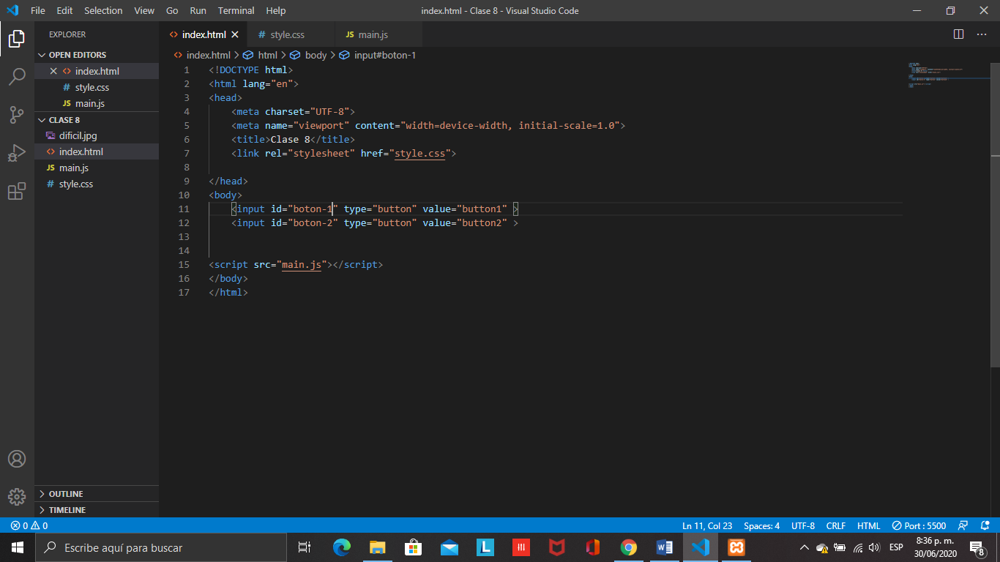 File Edit Selection View Go Run Terminal Help
index.html - Clase 8 - Visual Studio Code
EXPLORER
OPEN EDITORS
index.html
style.css
JS main.js
CLASE 8
dificil.jpg
index.html
JS main.js
style.css
OUTLINE
TIMELINE
index.html # style.css JS main.js
index.html > html > body > input#boton-1
1 <!DOCTYPE html>
2 <html lang="en">
3 <head>
4 <meta charset="UTF-8">
5 <meta name="viewport" content="width=device-width, initial-scale=1.0">
6 <title>Clase 8</title>
7 <link rel="stylesheet" href="style.css">
8
9 </head>
10 <body>
11 <input id="boton-1" type="button" value="button1" >
12 <input id="boton-2" type="button" value="button2" >
13
14
15 <script src="main.js"></script>
16 </body>
17 </html>
0 0
Ln 11, Col 23 Spaces: 4 UTF-8 CRLF HTML Port : 5500
Escribe aquí para buscar
L
W
ESP
8:36 p. m.
30/06/2020
8